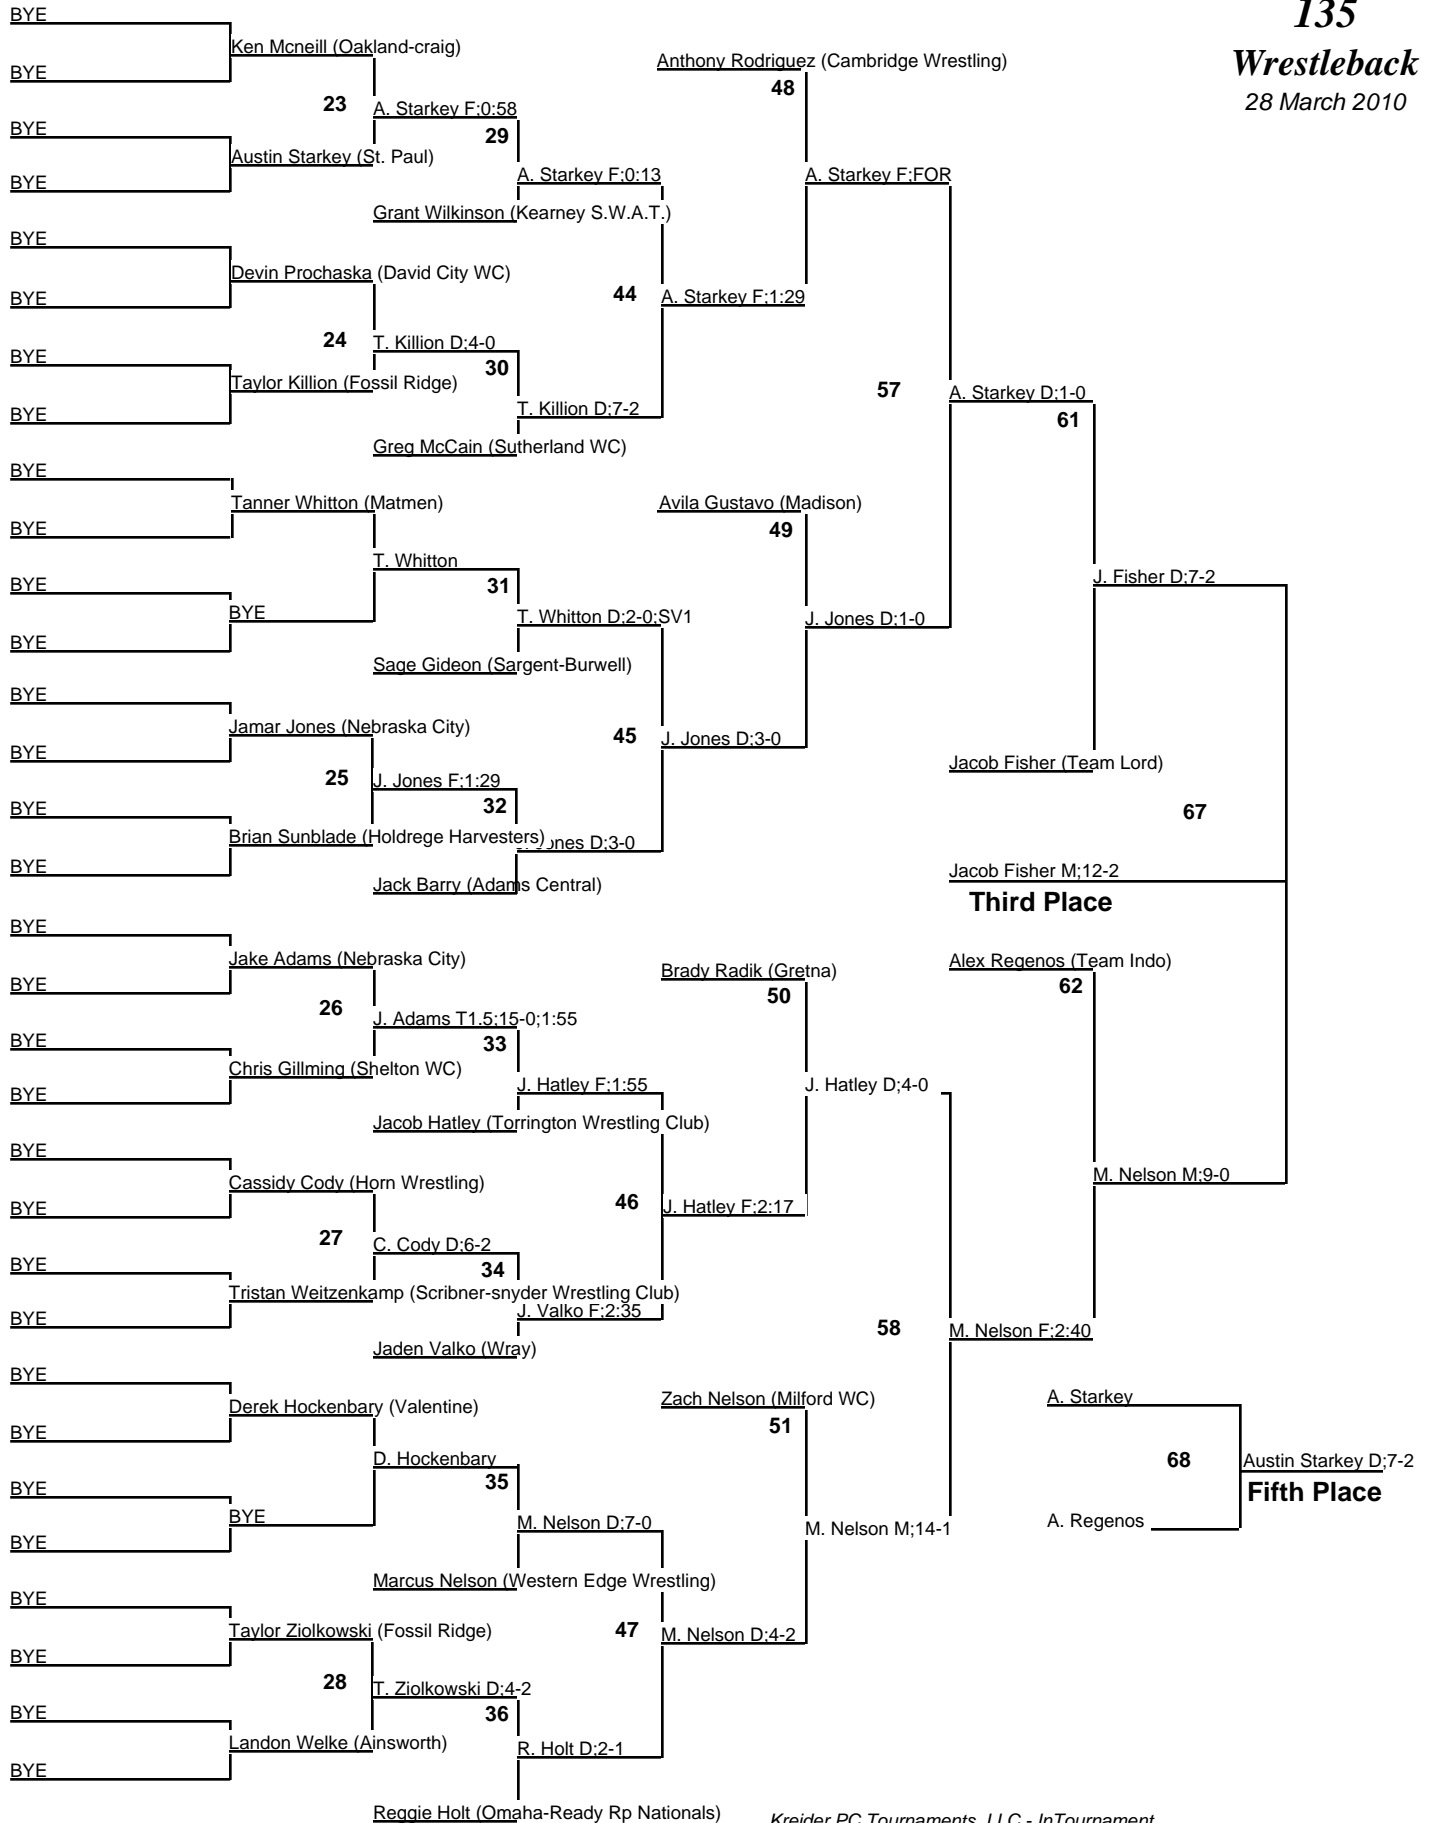 135
Wrestleback
28 March 2010
BYE
Ken Mcneill (Oakland-craig)
BYE
Anthony Rodriguez (Cambridge Wrestling)
48
23
A. Starkey F;0:58
BYE
29
Austin Starkey (St. Paul)
BYE
A. Starkey F;0:13
A. Starkey F;FOR
Grant Wilkinson (Kearney S.W.A.T.)
BYE
Devin Prochaska (David City WC)
BYE
44
A. Starkey F;1:29
24
T. Killion D;4-0
BYE
30
Taylor Killion (Fossil Ridge)
57
A. Starkey D;1-0
BYE
T. Killion D;7-2
61
Greg McCain (Sutherland WC)
BYE
Tanner Whitton (Matmen)
Avila Gustavo (Madison)
BYE
49
T. Whitton
BYE
31
J. Fisher D;7-2
BYE
T. Whitton D;2-0;SV1
J. Jones D;1-0
BYE
Sage Gideon (Sargent-Burwell)
BYE
Jamar Jones (Nebraska City)
45
J. Jones D;3-0
BYE
Jacob Fisher (Team Lord)
25
J. Jones F;1:29
BYE
32
67
Brian Sunblade (Holdrege Harvesters)
ones D;3-0
BYE
Jacob Fisher M;12-2
Jack Barry (Adams Central)
Third Place
BYE
Jake Adams (Nebraska City)
Brady Radik (Gretna)
Alex Regenos (Team Indo)
BYE
50
62
26
J. Adams T1.5;15-0;1:55
BYE
33
Chris Gillming (Shelton WC)
BYE
J. Hatley F;1:55
J. Hatley D;4-0
Jacob Hatley (Torrington Wrestling Club)
BYE
Cassidy Cody (Horn Wrestling)
M. Nelson M;9-0
BYE
46
J. Hatley F;2:17
27
C. Cody D;6-2
BYE
34
Tristan Weitzenkamp (Scribner-snyder Wrestling Club)
BYE
J. Valko F;2:35
58
M. Nelson F;2:40
Jaden Valko (Wray)
BYE
Derek Hockenbary (Valentine)
Zach Nelson (Milford WC)
A. Starkey
BYE
51
D. Hockenbary
68
Austin Starkey D;7-2
BYE
35
Fifth Place
BYE
M. Nelson D;7-0
M. Nelson M;14-1
A. Regenos
BYE
Marcus Nelson (Western Edge Wrestling)
BYE
Taylor Ziolkowski (Fossil Ridge)
47
M. Nelson D;4-2
BYE
28
T. Ziolkowski D;4-2
BYE
36
Landon Welke (Ainsworth)
R. Holt D;2-1
BYE
Reggie Holt (Omaha-Ready Rp Nationals)
Kreider PC Tournaments, LLC - InTournament